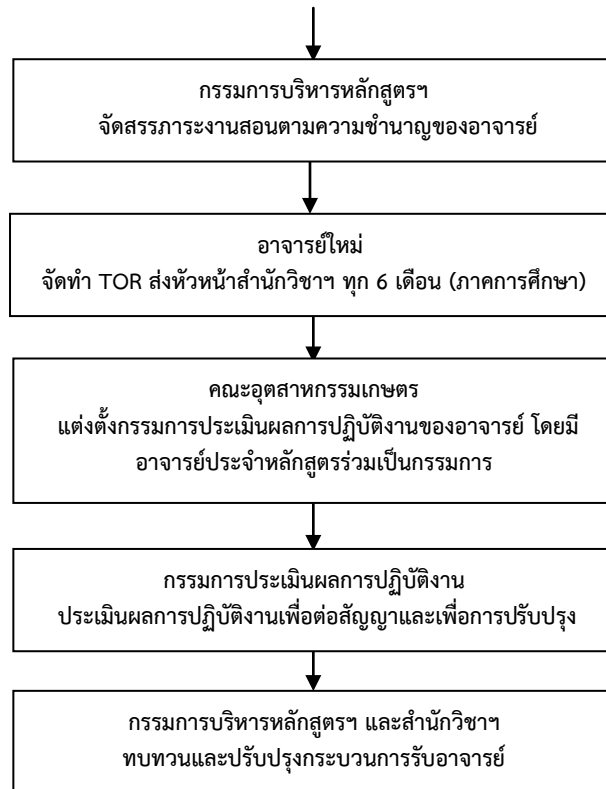 กรรมการบริหารหลักสูตรฯ
จัดสรรภาระงานสอนตามความชำนาญของอาจารย์
อาจารย์ใหม่
จัดทำ TOR ส่งหัวหน้าสำนักวิชาฯ ทุก 6 เดือน (ภาคการศึกษา)
คณะอุตสาหกรรมเกษตร
แต่งตั้งกรรมการประเมินผลการปฏิบัติงานของอาจารย์ โดยมี
อาจารย์ประจำหลักสูตรร่วมเป็นกรรมการ
กรรมการประเมินผลการปฏิบัติงาน
ประเมินผลการปฏิบัติงานเพื่อต่อสัญญาและเพื่อการปรับปรุง
กรรมการบริหารหลักสูตรฯ และสำนักวิชาฯ
ทบทวนและปรับปรุงกระบวนการรับอาจารย์